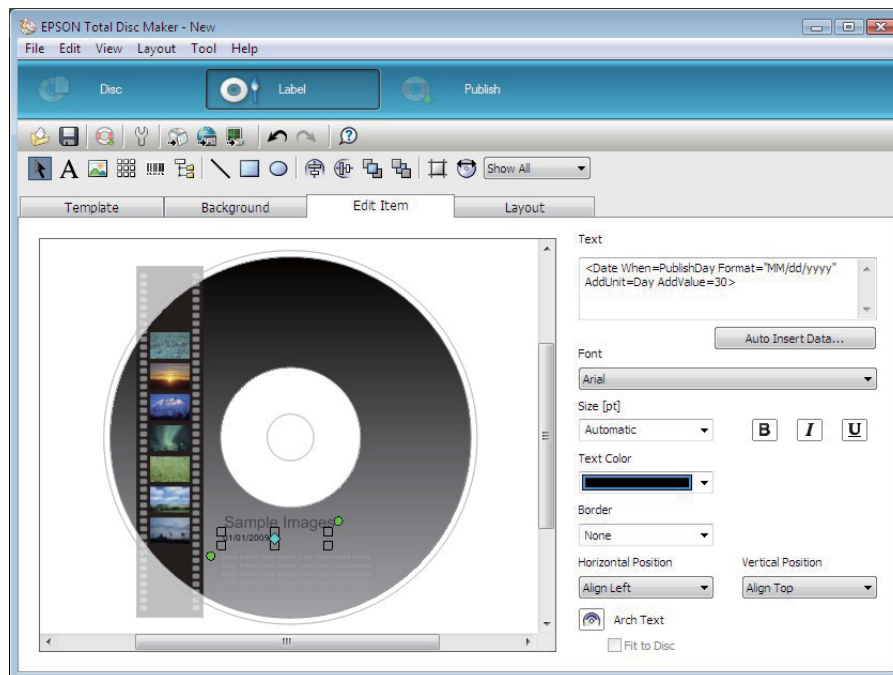 EPSON Total Disc Maker - New
File Edit View Layout Tool Help
Disc Label Publish
A Show All
Template Background Edit Item Layout
Text
<Date When=PublishDay Format="MM/dd/yyyy"
AddUnit=Day AddValue=30>
Auto Insert Data...
Font
Arial
Size [pt]
Automatic B I U
Text Color
Border
None
Horizontal Position Vertical Position
Align Left Align Top
Arch Text
Fit to Disc
Sample Images
01/01/2009